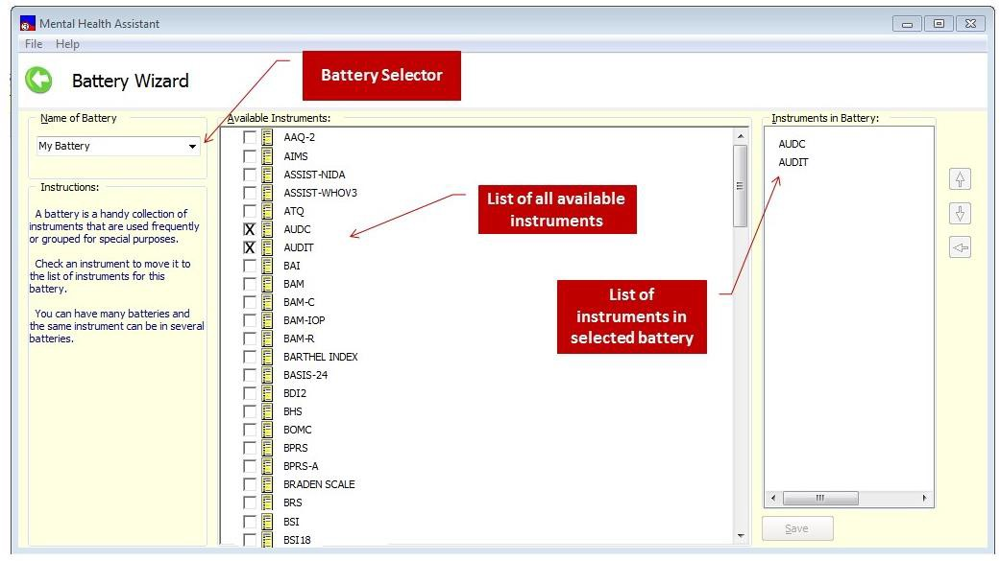 Mental Health Assistant
File Help
Battery Wizard
Battery Selector
Name of Battery
My Battery
Instructions:
A battery is a handy collection of
instruments that are used frequently
or grouped for special purposes.
Check an instrument to move it to
the list of instruments for this
battery.
You can have many batteries and
the same instrument can be in several
batteries.
Available Instruments:
AAQ-2
AIMS
ASSIST-NIDA
ASSIST-WHOV3
ATQ
X AUDC
X AUDIT
BAI
BAM
BAM-C
BAM-IOP
BAM-R
BARTHEL INDEX
BASIS-24
BDI2
BHS
BOMC
BPRS
BPRS-A
BRADEN SCALE
BRS
BSI
BSI18
List of all available
instruments
List of
instruments in
selected battery
Instruments in Battery:
AUDC
AUDIT
Save